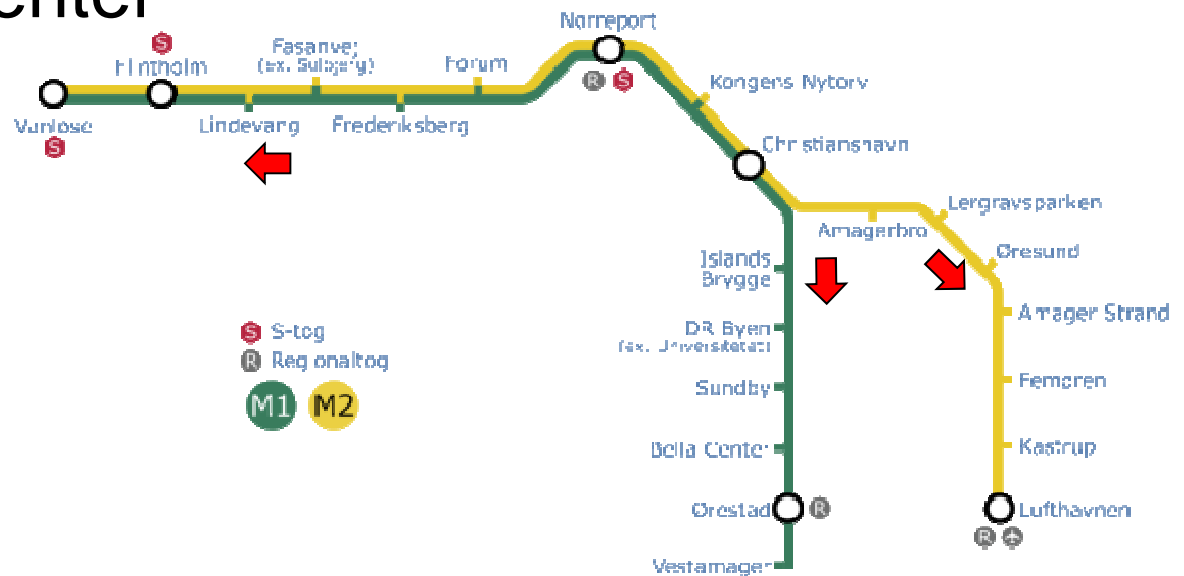 enter
Nørreport
S
Fasanvej
(ex. Solbjerg)
Flintholm
Forum
R S
Kongens Nytorv
Vanløse
S
Lindevang
Frederiksberg
Christianshavn
Lergravsparken
Amagerbro
Øresund
Islands
Brygge
Amager Strand
DR Byen
(ex. Universitetet)
S S-tog
R Regionaltog
M1 M2
Sundby
Femøren
Bella Center
Kastrup
Ørestad R
Lufthavnen
R
Vestamager